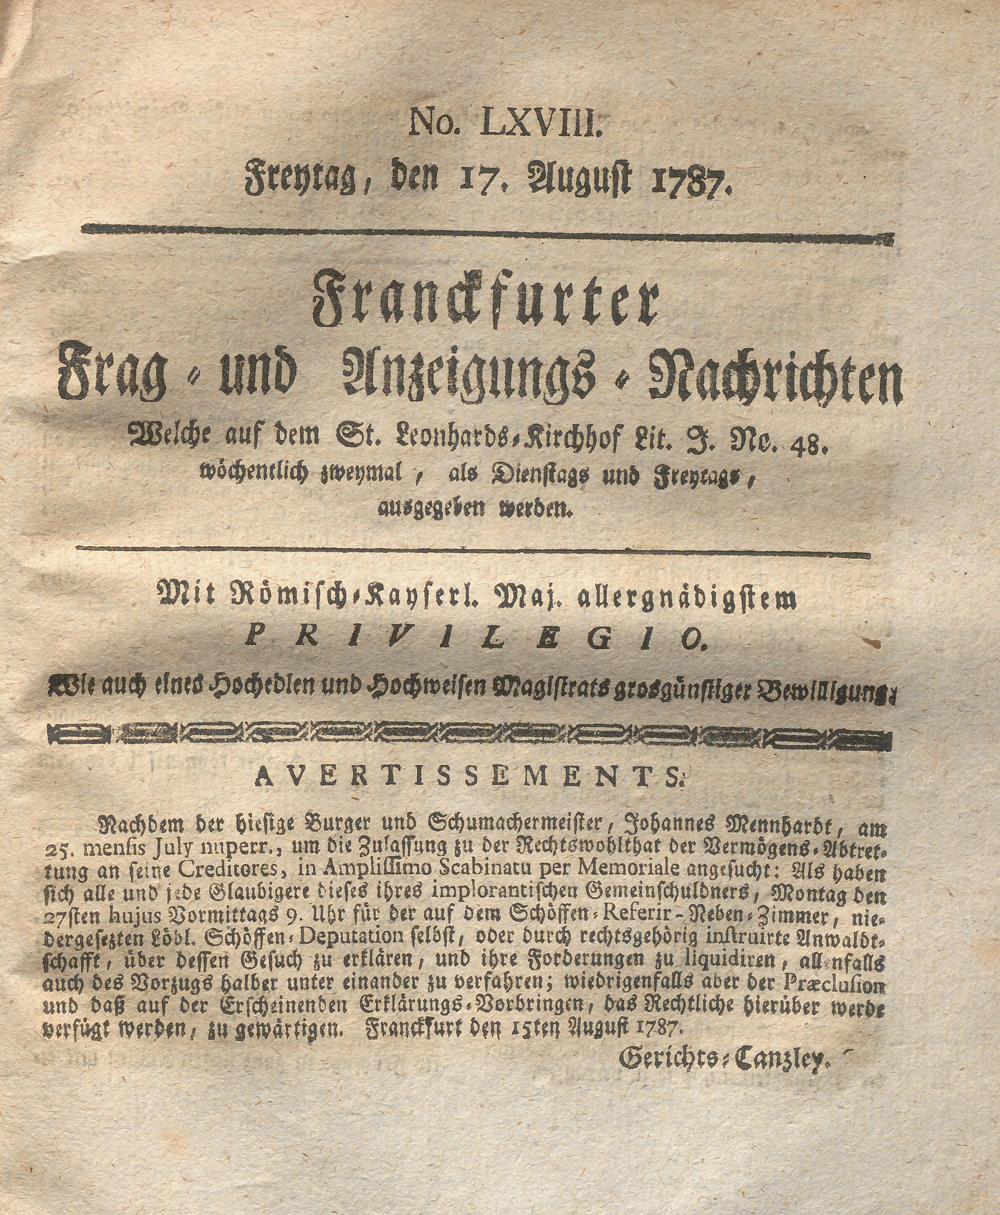 No. LXVIII.
Freytag, den 17. August 1787.
Franckfurter
Frag - und Anzeigungs - Nachrichten
Welche auf dem St. Leonhards-Kirchhof Lit. J. No. 48.
wöchentlich zweymal, als Dienstags und Freytags,
ausgegeben werden.
Mit Römisch-Kayserl. Maj. allergnädigstem
PRIVILEGIO.
Wie auch eines Hochedlen und Hochweisen Magistrats grosgünstiger Bewilligung.
AVERTISSEMENTS.
Nachdem der hiesige Burger und Schumachermeister, Johannes Mennhardt, am
25. mensis July nuperr., um die Zulassung zu der Rechtswohlthat der Vermögens-Abtret-
tung an seine Creditores, in Amplissimo Scabinatu per Memoriale angesucht: Als haben
sich alle und jede Glaubigere dieses ihres implorantischen Gemeinschuldners, Montag den
27sten hujus Vormittags 9. Uhr für der auf dem Schöffen-Referir-Neben-Zimmer, nie-
dergesezten Löbl. Schöffen-Deputation selbst, oder durch rechtsgehörig instruirte Anwaldt-
schafft, über dessen Gesuch zu erklären, und ihre Forderungen zu liquidiren, allenfalls
auch des Vorzugs halber unter einander zu verfahren; wiedrigenfalls aber der Præclusion
und daß auf der Erscheinenden Erklärungs-Vorbringen, das Rechtliche hierüber werde
verfügt werden, zu gewärtigen. Franckfurt den 15ten August 1787.
Gerichts-Canzley.